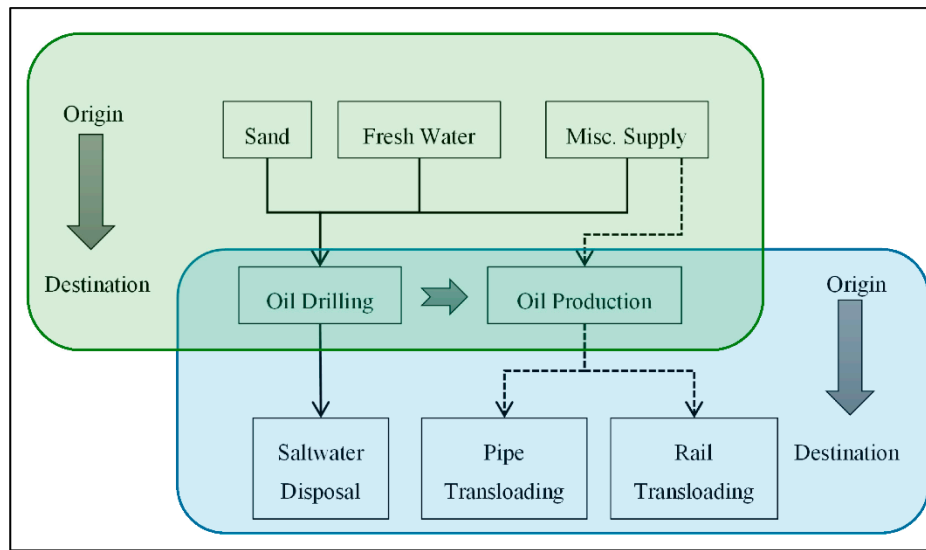 Origin
Sand
Fresh Water
Misc. Supply
Destination
Oil Drilling
Oil Production
Origin
Saltwater
Disposal
Pipe
Transloading
Rail
Transloading
Destination